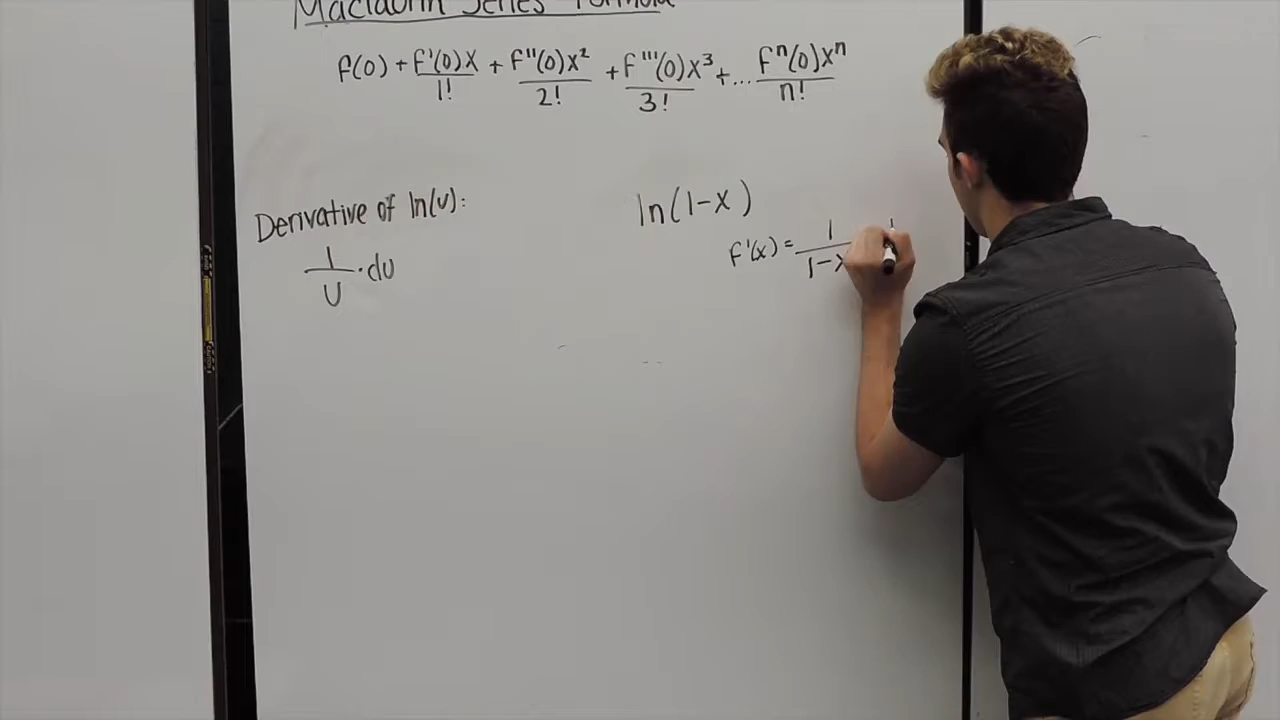 Maclaurin Series Formula
f(0) + f'(0)x/1! + f''(0)x²/2! + f'''(0)x³/3! + ... fⁿ(0)xⁿ/n!
Derivative of ln(u):
1/u · du
ln(1-x)
f'(x) = 1/1-x